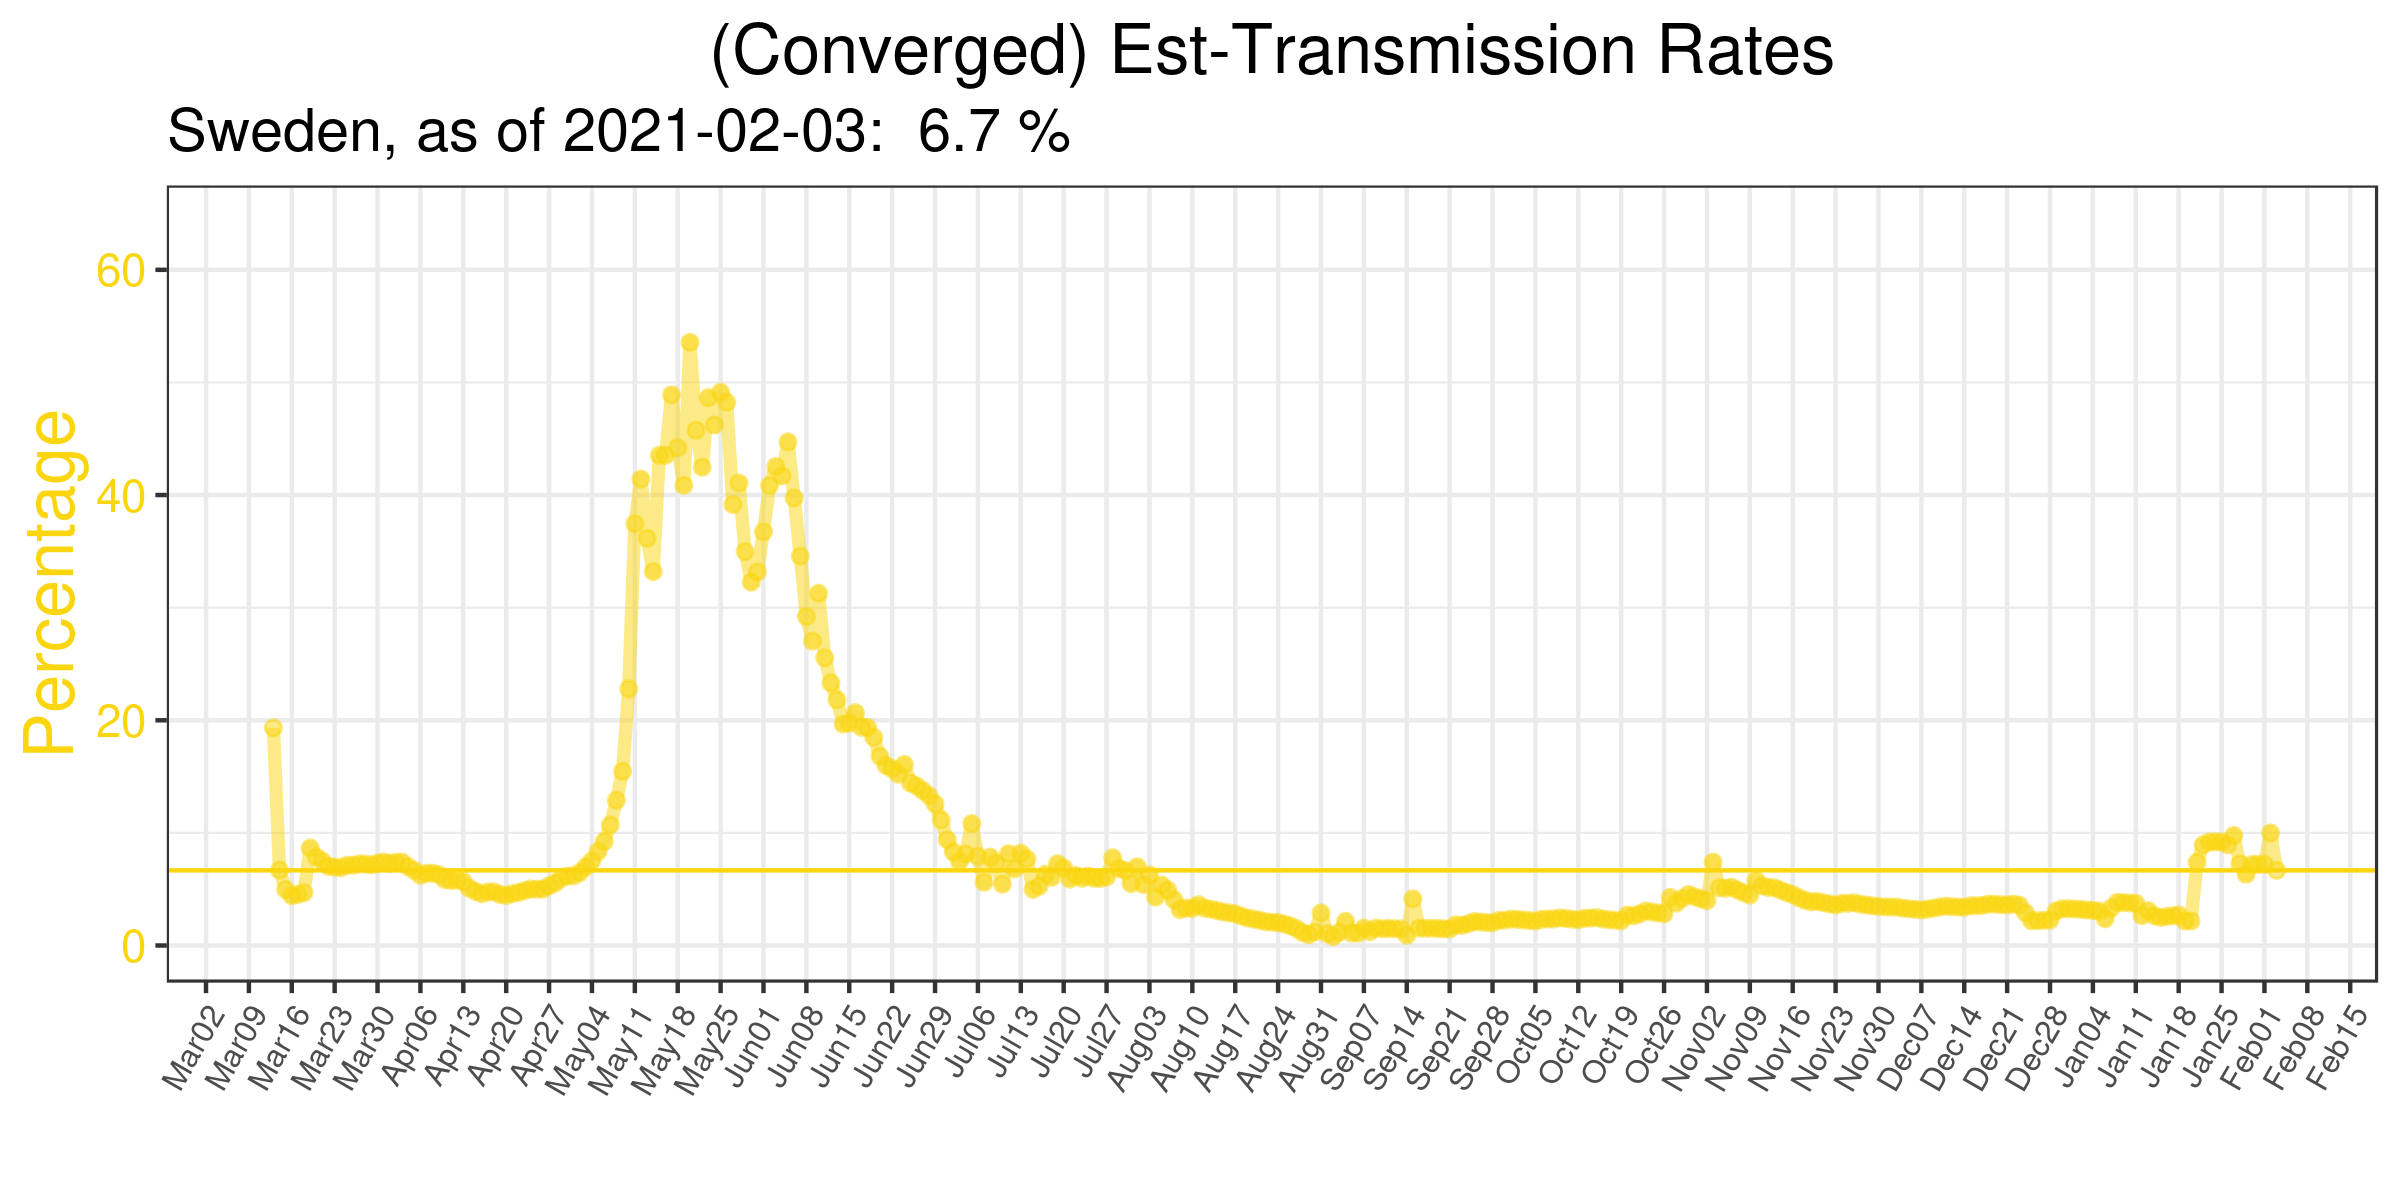 (Converged) Est-Transmission Rates
Sweden, as of 2021-02-03:  6.7 %
Percentage
60
40
20
0
Mar02
Mar09
Mar16
Mar23
Mar30
Apr06
Apr13
Apr20
Apr27
May04
May11
May18
May25
Jun01
Jun08
Jun15
Jun22
Jun29
Jul06
Jul13
Jul20
Jul27
Aug03
Aug10
Aug17
Aug24
Aug31
Sep07
Sep14
Sep21
Sep28
Oct05
Oct12
Oct19
Oct26
Nov02
Nov09
Nov16
Nov23
Nov30
Dec07
Dec14
Dec21
Dec28
Jan04
Jan11
Jan18
Jan25
Feb01
Feb08
Feb15